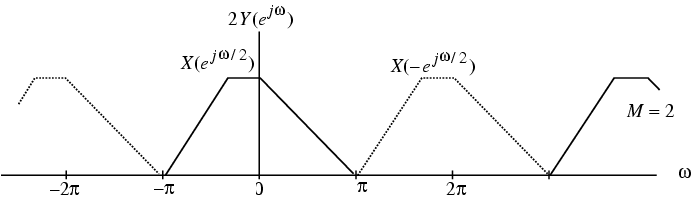 2Y(e^{jω})
X(e^{jω/2})
X(−e^{jω/2})
M = 2
−2π −π 0 π 2π ω